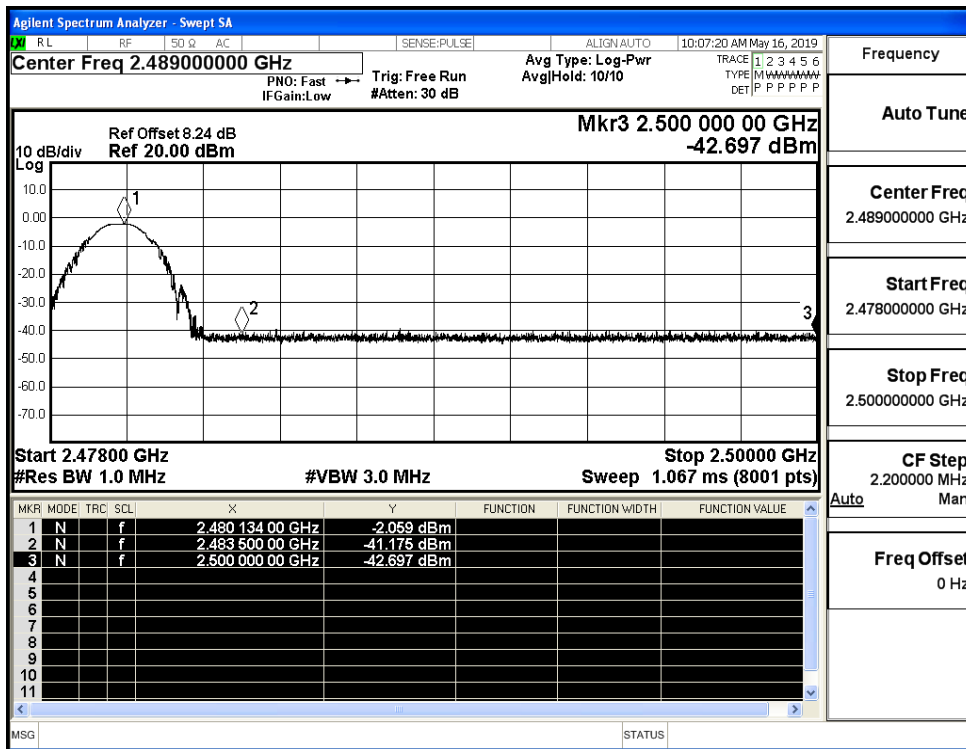 Agilent Spectrum Analyzer - Swept SA
LXI RL RF 50 Ω AC SENSE:PULSE ALIGNAUTO 10:07:20 AM May 16, 2019
Center Freq 2.489000000 GHz
PNO: Fast
IFGain:Low
Trig: Free Run
#Atten: 30 dB
Avg Type: Log-Pwr
Avg|Hold: 10/10
TRACE 1 2 3 4 5 6
TYPE M WWWWW
DET P P P P P P
Ref Offset 8.24 dB
10 dB/div Ref 20.00 dBm
Log
Mkr3 2.500 000 00 GHz
-42.697 dBm
10.0
0.00
-10.0
-20.0
-30.0
-40.0
-50.0
-60.0
-70.0
1
2
3
Start 2.47800 GHz Stop 2.50000 GHz
#Res BW 1.0 MHz #VBW 3.0 MHz Sweep 1.067 ms (8001 pts)
MKR MODE TRC SCL X Y FUNCTION FUNCTION WIDTH FUNCTION VALUE
1 N f 2.480 134 00 GHz -2.059 dBm
2 N f 2.483 500 00 GHz -41.175 dBm
3 N f 2.500 000 00 GHz -42.697 dBm
4
5
6
7
8
9
10
11
MSG STATUS
Frequency
Auto Tune
Center Freq
2.489000000 GHz
Start Freq
2.478000000 GHz
Stop Freq
2.500000000 GHz
CF Step
2.200000 MHz
Auto Man
Freq Offset
0 Hz